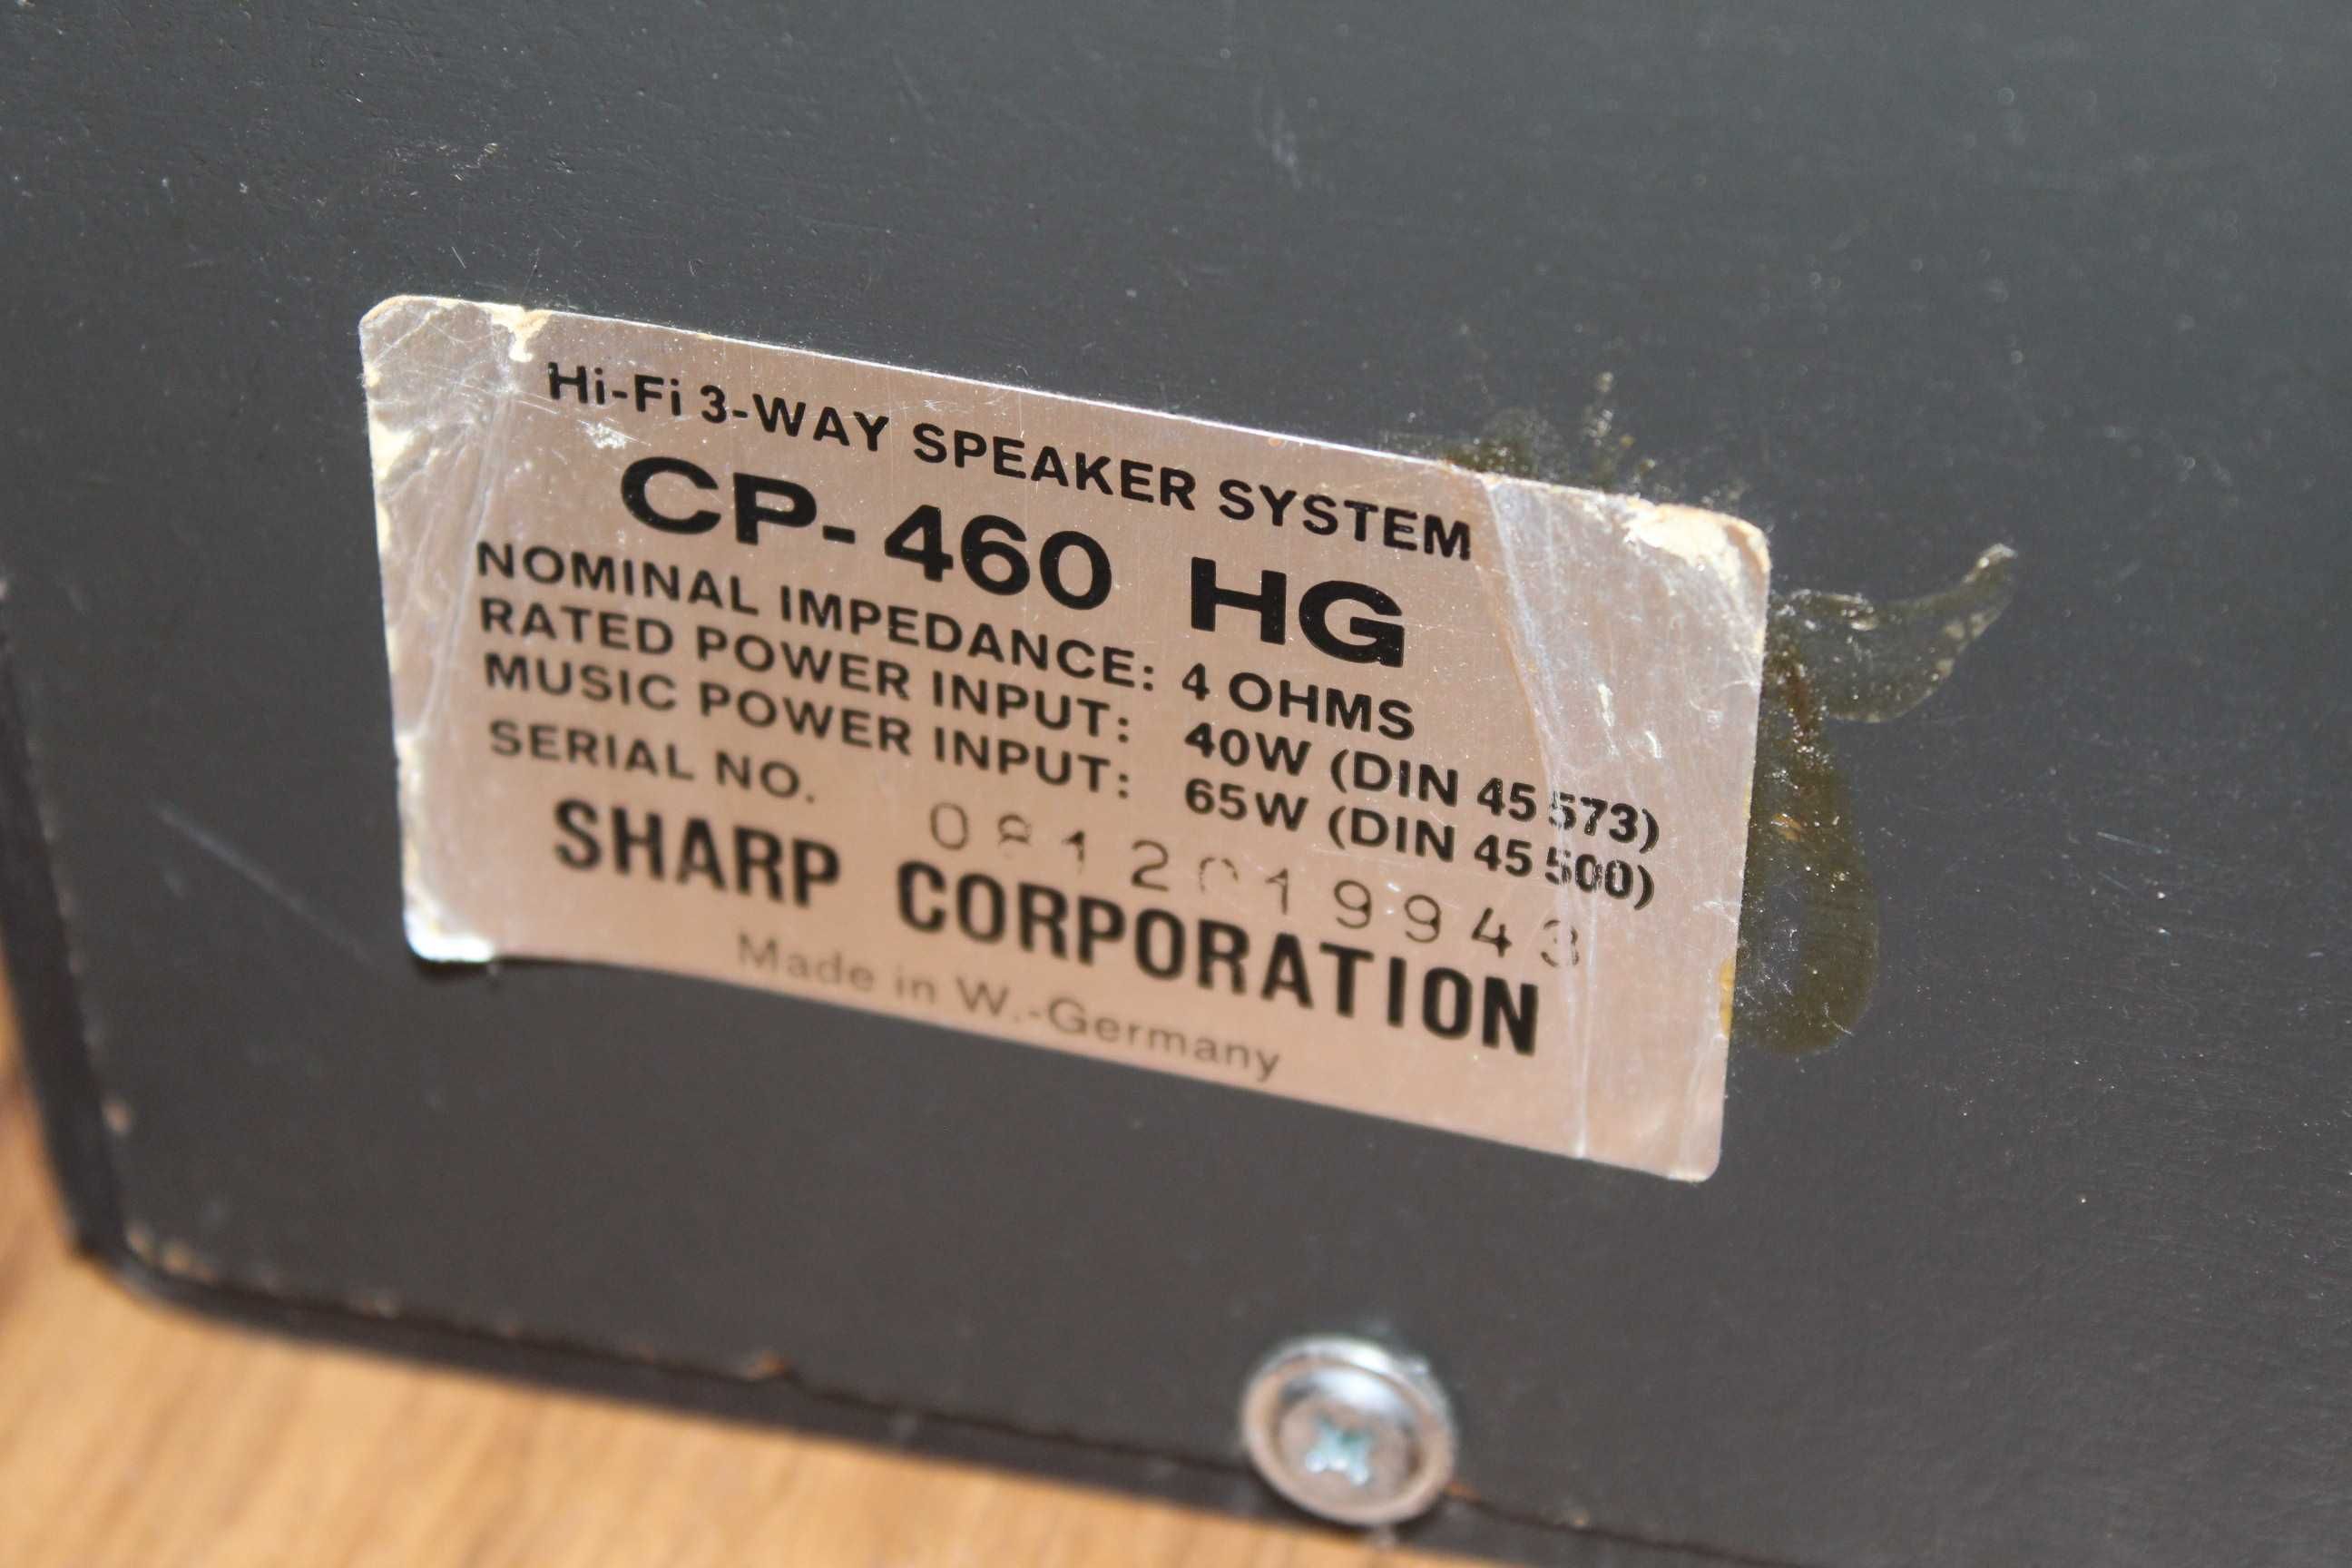 Hi-Fi 3-WAY SPEAKER SYSTEM
CP-460 HG
NOMINAL IMPEDANCE: 4 OHMS
RATED POWER INPUT: 40W (DIN 45 573)
MUSIC POWER INPUT: 65W (DIN 45 500)
SERIAL NO.
SHARP CORPORATION
Made in W.-Germany